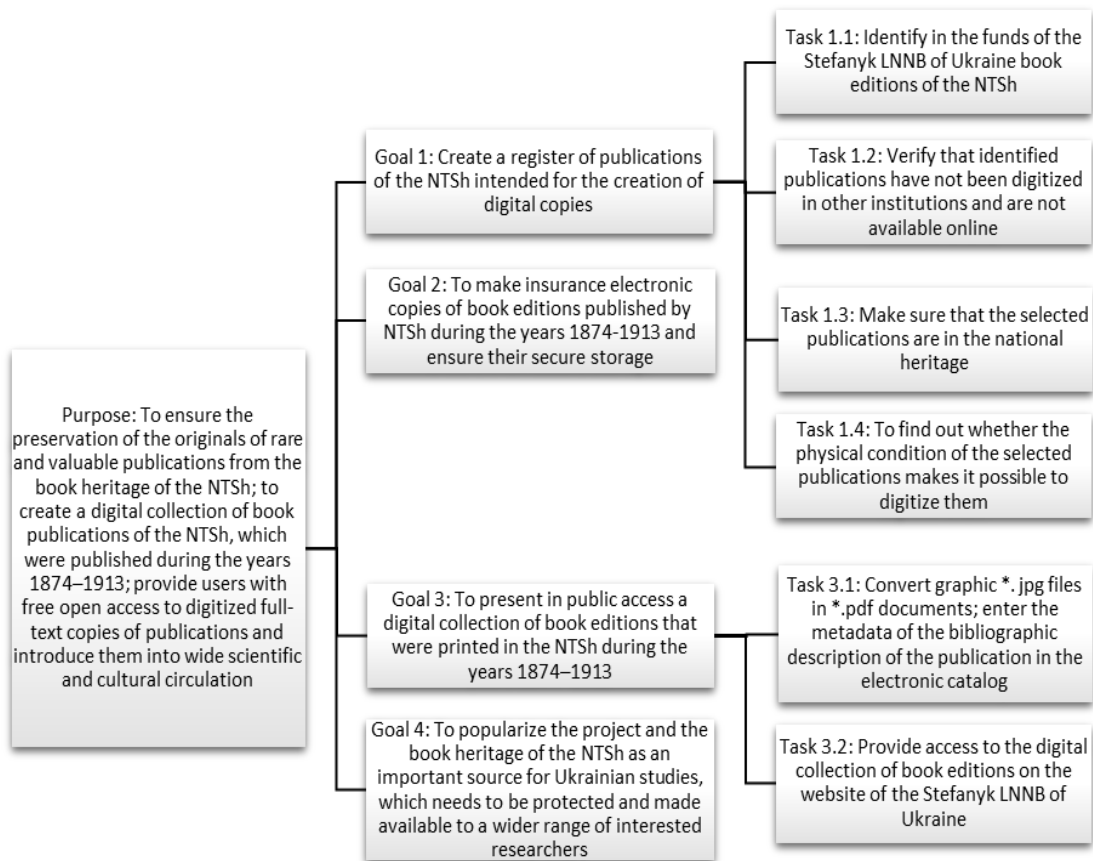 Purpose: To ensure the
preservation of the originals of rare
and valuable publications from the
book heritage of the NTSh; to
create a digital collection of book
publications of the NTSh, which
were published during the years
1874–1913; provide users with
free open access to digitized full-
text copies of publications and
introduce them into wide scientific
and cultural circulation
Goal 1: Create a register of publications
of the NTSh intended for the creation of
digital copies
Task 1.1: Identify in the funds of the
Stefanyk LNNB of Ukraine book
editions of the NTSh
Task 1.2: Verify that identified
publications have not been digitized
in other institutions and are not
available online
Task 1.3: Make sure that the selected
publications are in the national
heritage
Task 1.4: To find out whether the
physical condition of the selected
publications makes it possible to
digitize them
Goal 2: To make insurance electronic
copies of book editions published by
NTSh during the years 1874-1913 and
ensure their secure storage
Goal 3: To present in public access a
digital collection of book editions that
were printed in the NTSh during the
years 1874–1913
Task 3.1: Convert graphic *. jpg files
in *.pdf documents; enter the
metadata of the bibliographic
description of the publication in the
electronic catalog
Task 3.2: Provide access to the digital
collection of book editions on the
website of the Stefanyk LNNB of
Ukraine
Goal 4: To popularize the project and the
book heritage of the NTSh as an
important source for Ukrainian studies,
which needs to be protected and made
available to a wider range of interested
researchers